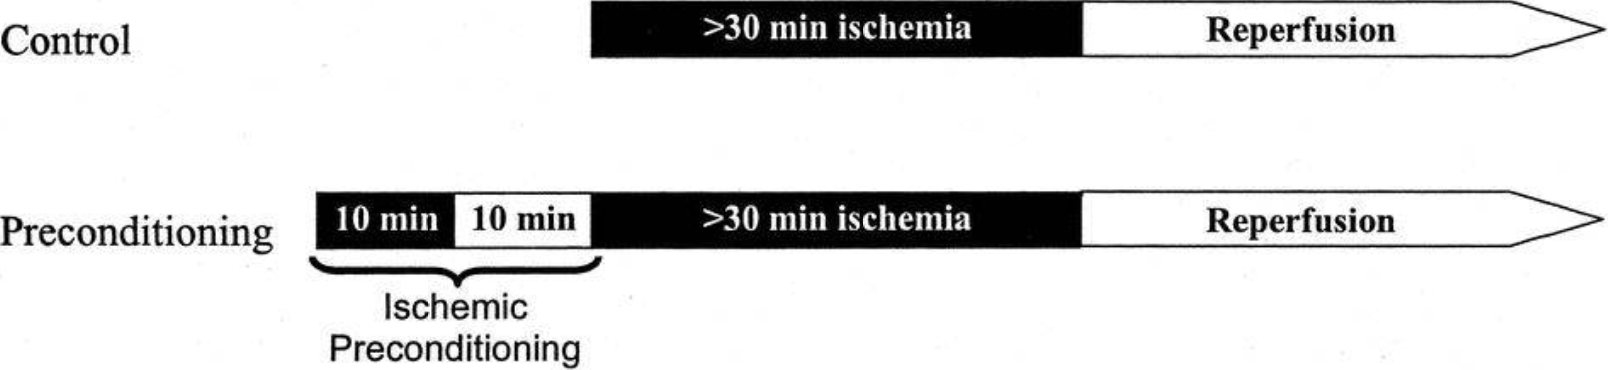 Control
>30 min ischemia
Reperfusion
Preconditioning
10 min
10 min
>30 min ischemia
Reperfusion
Ischemic
Preconditioning